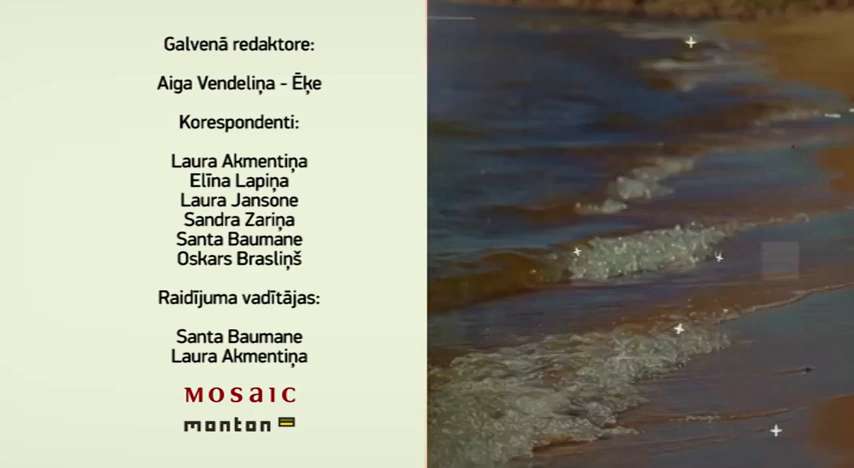 Galvenā redaktore:
Aiga Vendeliņa - Ēķe
Korespondenti:
Laura Akmentiņa
Elīna Lapiņa
Laura Jansone
Sandra Zariņa
Santa Baumane
Oskars Brasliņš
Raidījuma vadītājas:
Santa Baumane
Laura Akmentiņa
MOSAIC
monton